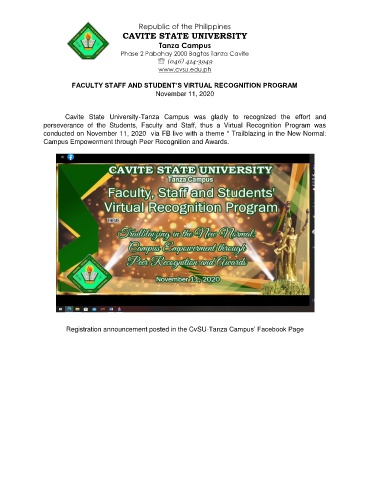 Republic of the Philippines
CAVITE STATE UNIVERSITY
Tanza Campus
Phase 2 Pabahay 2000 Bagtas Tanza Cavite
☏ (046) 414-3949
www.cvsu.edu.ph
FACULTY STAFF AND STUDENT'S VIRTUAL RECOGNITION PROGRAM
November 11, 2020
Cavite State University-Tanza Campus was gladly to recognized the effort and
perseverance of the Students, Faculty and Staff, thus a Virtual Recognition Program was
conducted on November 11, 2020 via FB live with a theme " Trailblazing in the New Normal:
Campus Empowerment through Peer Recognition and Awards.
CAVITE STATE UNIVERSITY
Tanza Campus
Faculty, Staff and Students'
Virtual Recognition Program
Trailblazing in the New Normal:
Campus Empowerment through
Peer Recognition and Awards
November 11, 2020
Registration announcement posted in the CvSU-Tanza Campus' Facebook Page